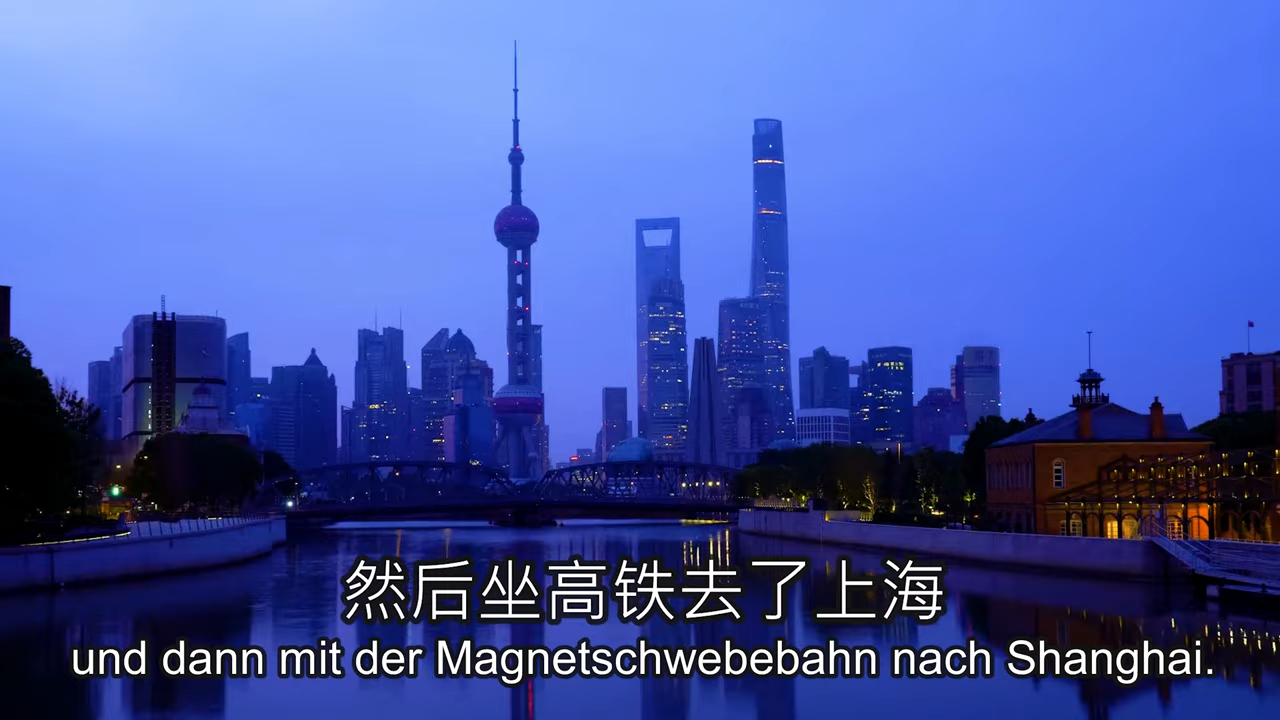 然后坐高铁去了上海
und dann mit der Magnetschwebebahn nach Shanghai.